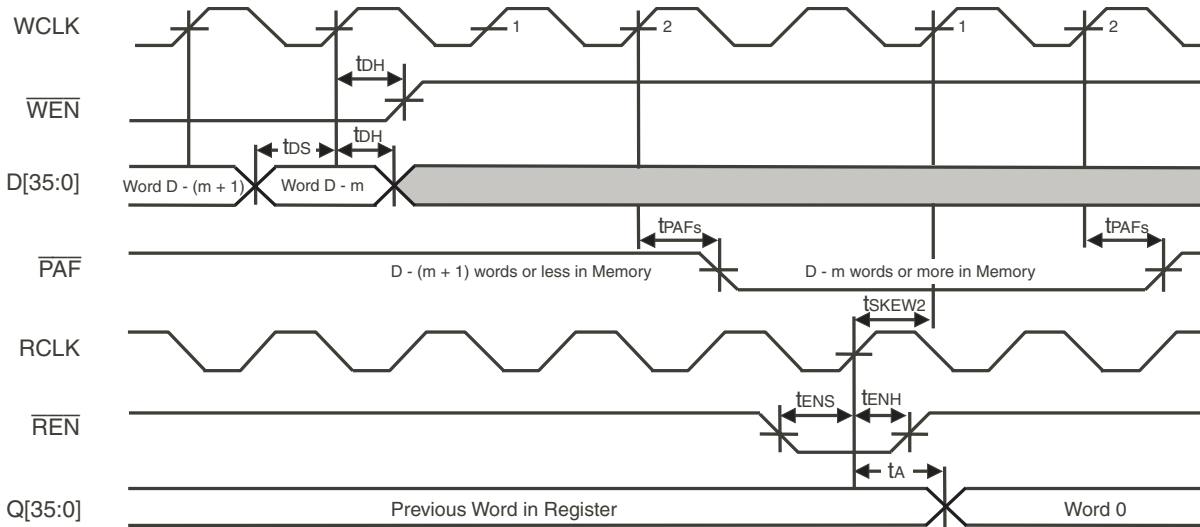 WCLK
1
2
1
2
tDH
WEN
tDS
tDH
D[35:0]
Word D - (m + 1)
Word D - m
tPAFs
tPAFs
PAF
D - (m + 1) words or less in Memory
D - m words or more in Memory
tSKEW2
RCLK
tENS
tENH
REN
tA
Q[35:0]
Previous Word in Register
Word 0